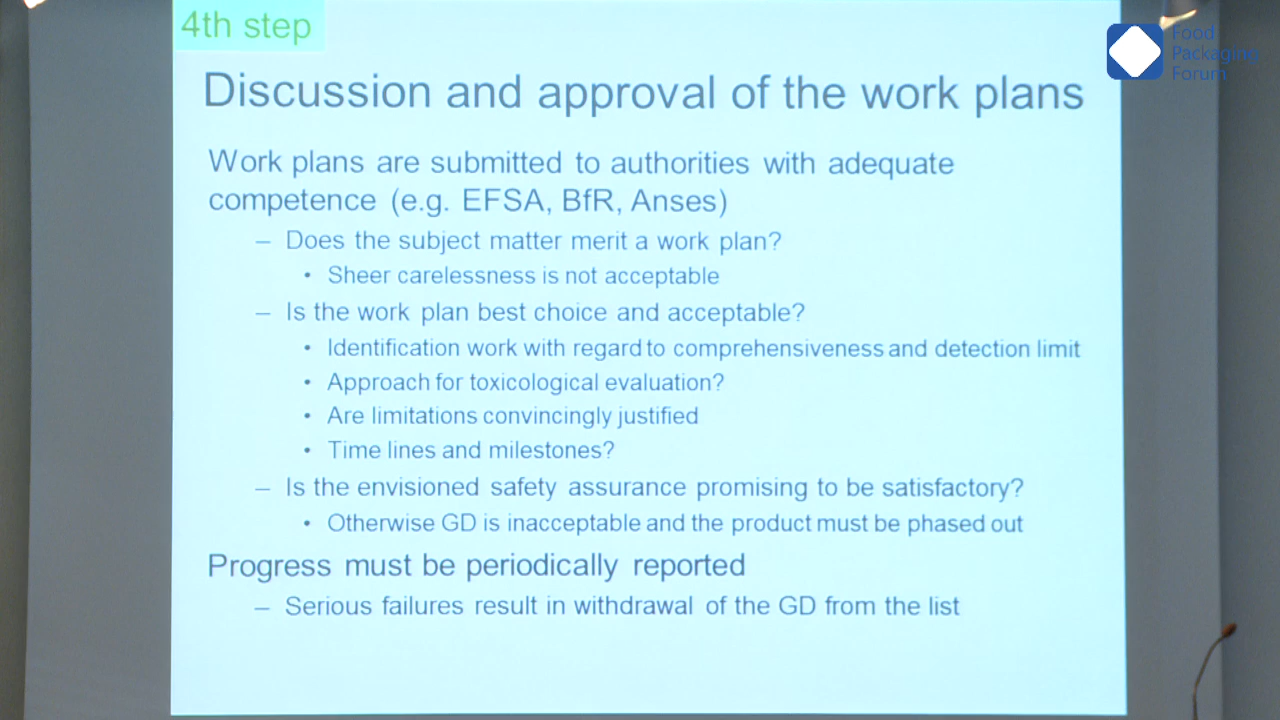 4th step
Food
Packaging
Forum
Discussion and approval of the work plans
Work plans are submitted to authorities with adequate
competence (e.g. EFSA, BfR, Anses)
– Does the subject matter merit a work plan?
• Sheer carelessness is not acceptable
– Is the work plan best choice and acceptable?
• Identification work with regard to comprehensiveness and detection limit
• Approach for toxicological evaluation?
• Are limitations convincingly justified
• Time lines and milestones?
– Is the envisioned safety assurance promising to be satisfactory?
• Otherwise GD is inacceptable and the product must be phased out
Progress must be periodically reported
– Serious failures result in withdrawal of the GD from the list